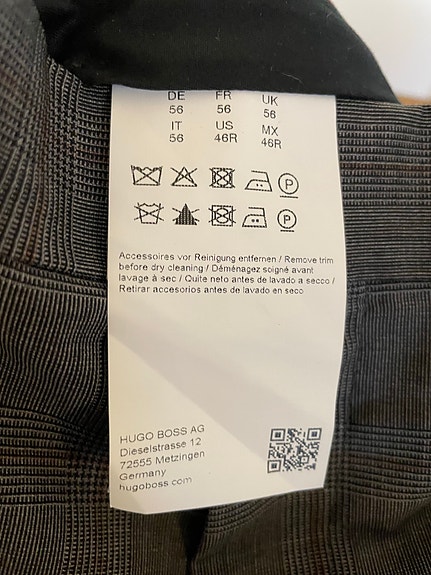 DE FR UK
56 56 56
IT US MX
56 46R 46R
P
P
Accessoires vor Reinigung entfernen / Remove trim
before dry cleaning / Déménagez soigné avant
lavage à sec / Quite neto antes de lavado a secco /
Retirar accesorios antes de lavado en seco
HUGO BOSS AG
Dieselstrasse 12
72555 Metzingen
Germany
hugoboss.com